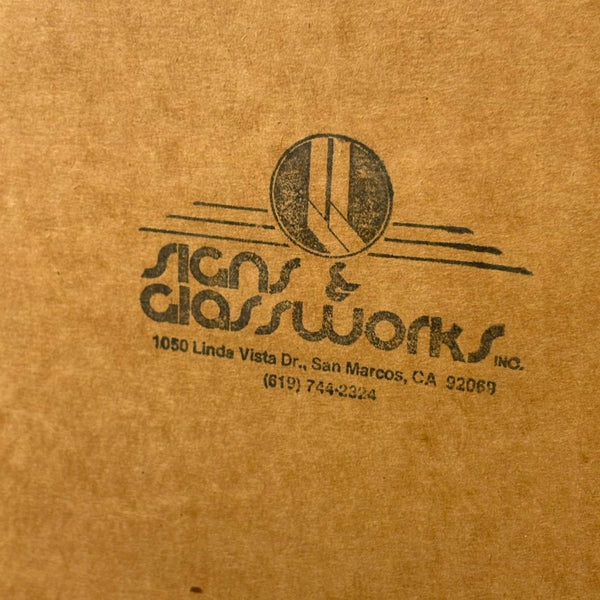 Signs &
Glassworks INC.
1050 Linda Vista Dr., San Marcos, CA 92069
(619) 744-2324